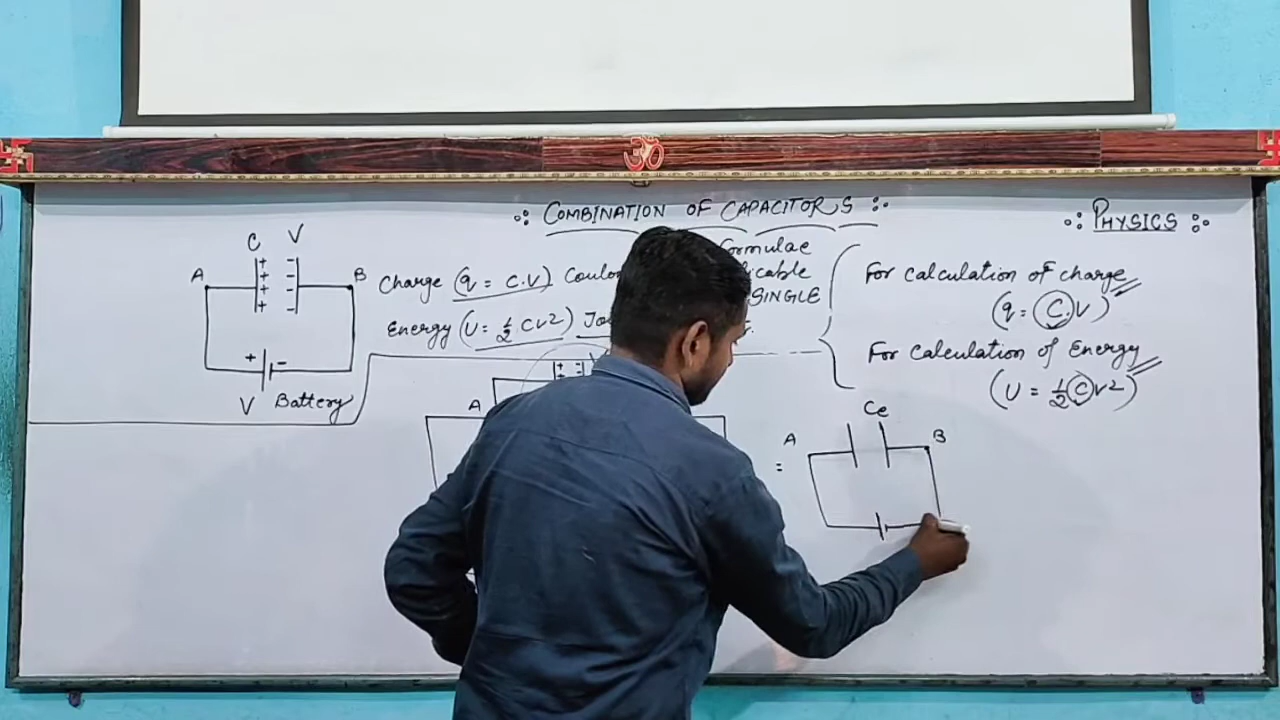 ॐ
∴ COMBINATION OF CAPACITORS ∴
∴ PHYSICS ∴
C V
A B
+ + + +
− − − −
+ −
V Battery
Charge (q = C.V)
SINGLE
Energy (U = ½ CV²)
For calculation of charge
(q = C.V)
For calculation of Energy
(U = ½ CV²)
A
= A Ce B